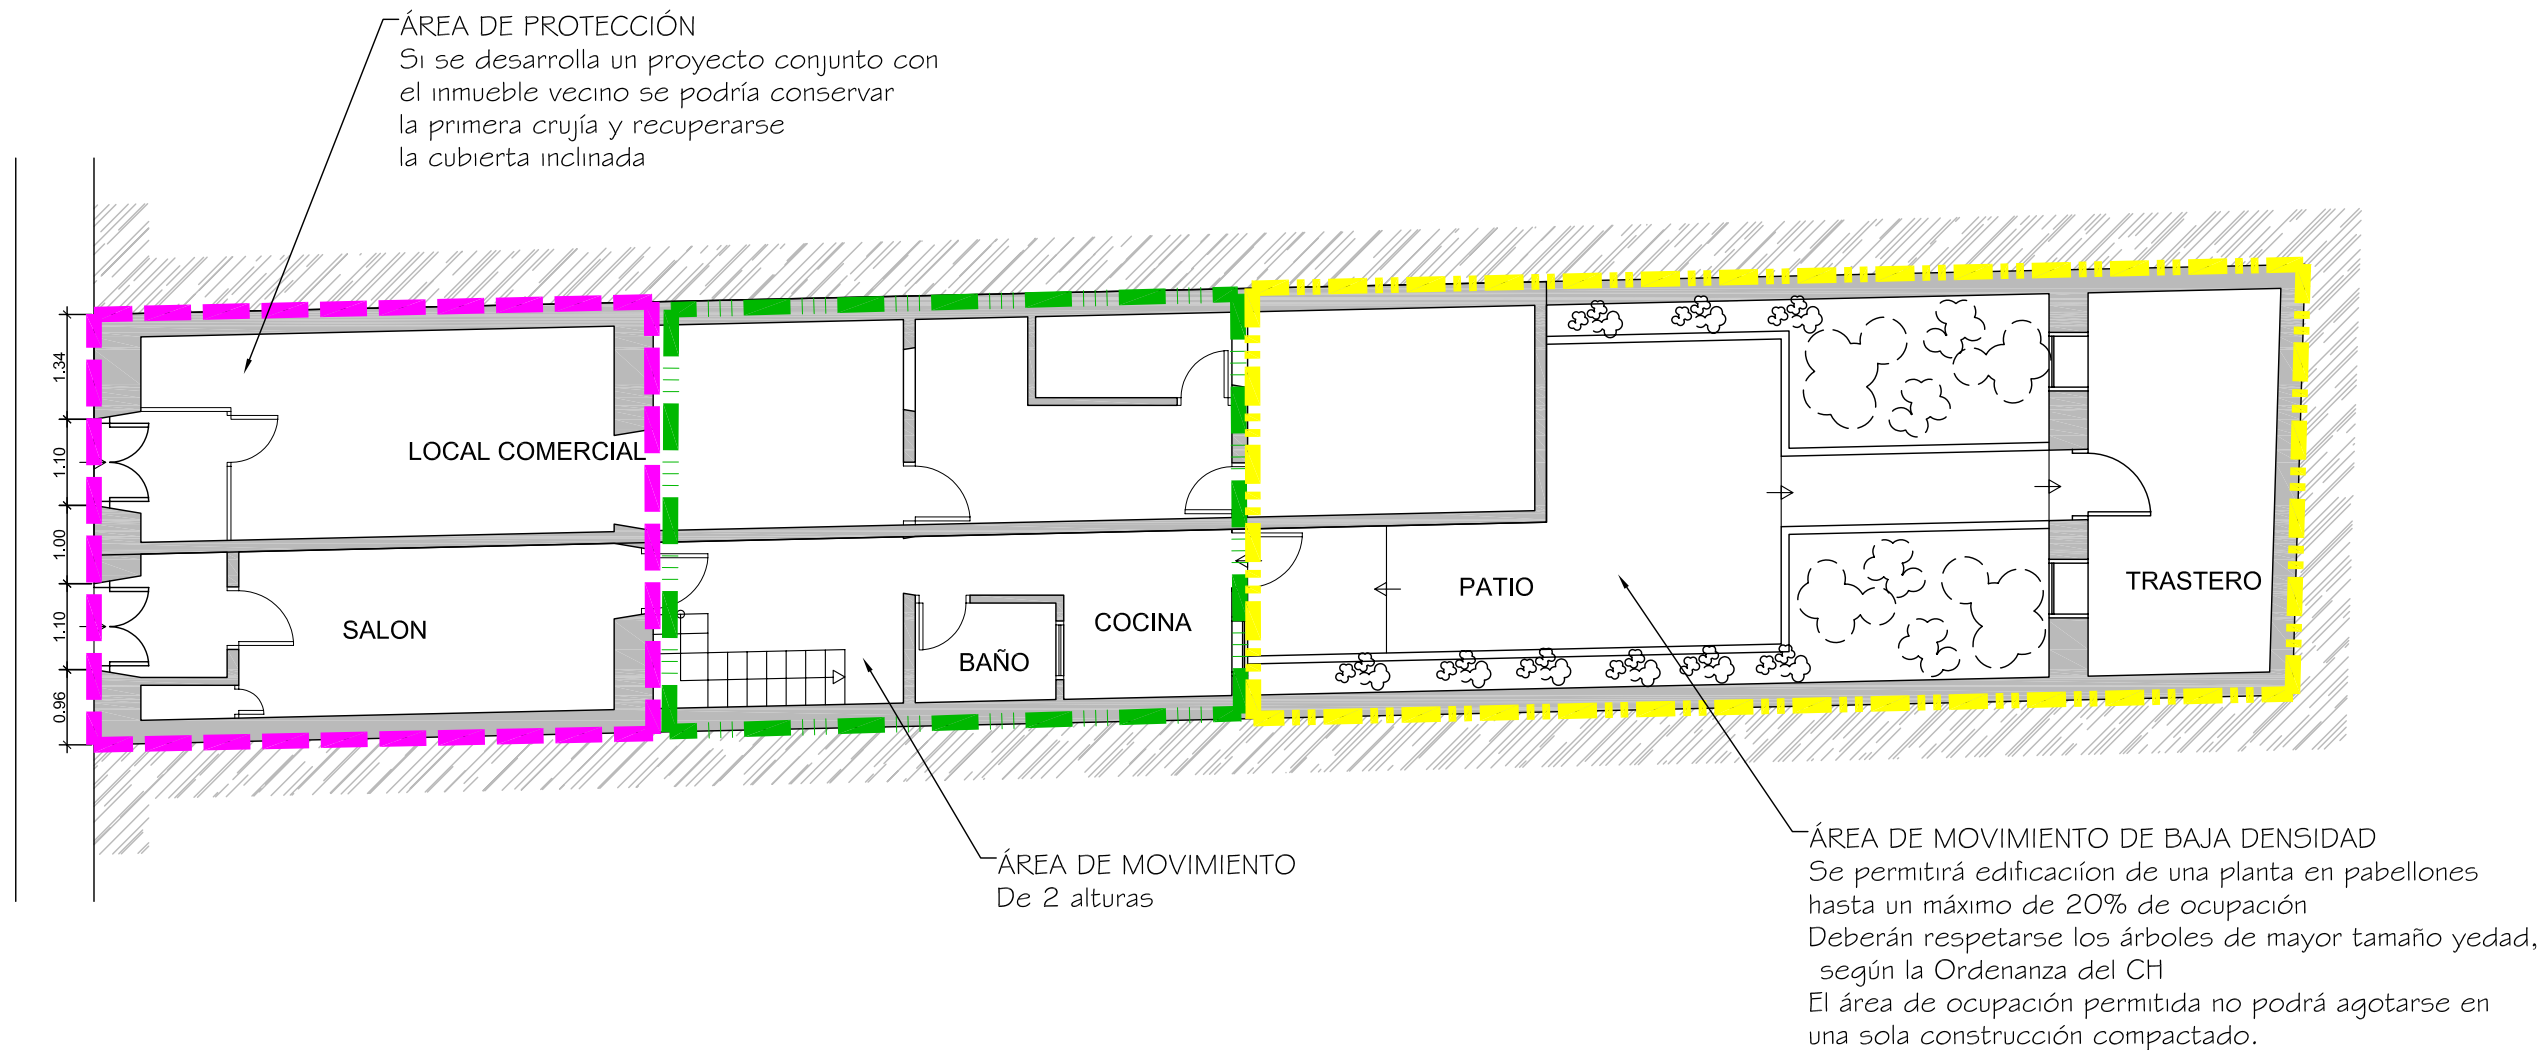 ÁREA DE PROTECCIÓN
Si se desarrolla un proyecto conjunto con
el inmueble vecino se podría conservar
la primera crujía y recuperarse
la cubierta inclinada
1.34
1.10
1.00
1.10
0.96
LOCAL COMERCIAL
SALON
BAÑO
COCINA
PATIO
TRASTERO
ÁREA DE MOVIMIENTO
De 2 alturas
ÁREA DE MOVIMIENTO DE BAJA DENSIDAD
Se permitirá edificacíion de una planta en pabellones
hasta un máximo de 20% de ocupación
Deberán respetarse los árboles de mayor tamaño yedad,
según la Ordenanza del CH
El área de ocupación permitida no podrá agotarse en
una sola construcción compactado.